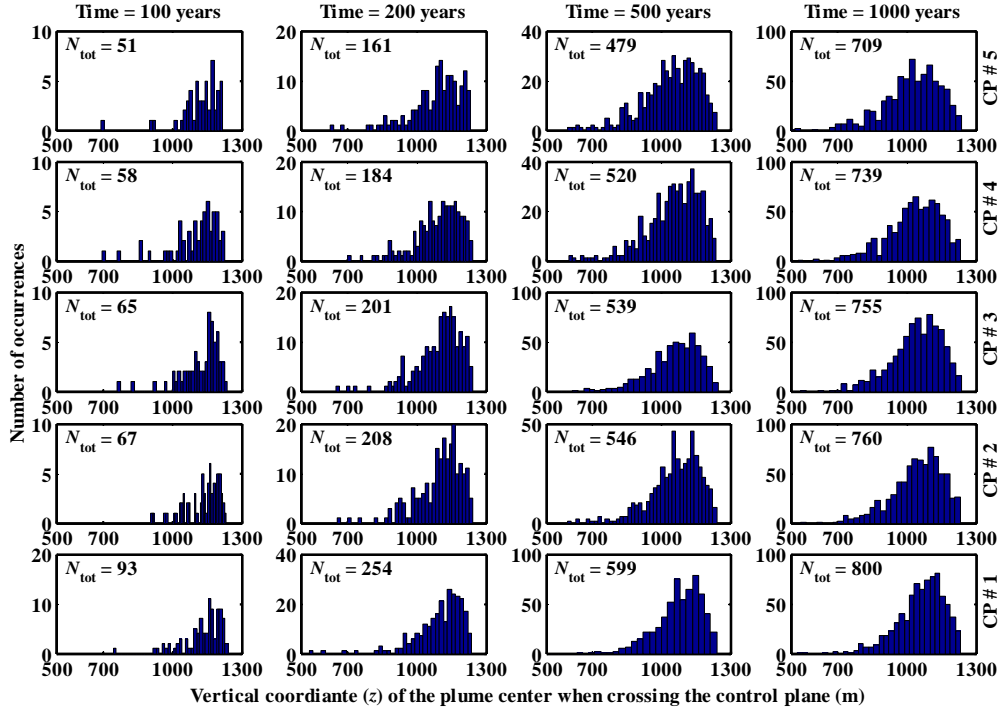 Time = 100 years Time = 200 years Time = 500 years Time = 1000 years
10 20 40 100
N_tot = 51 N_tot = 161 N_tot = 479 N_tot = 709
5 10 20 50
0 0 0 0
500 700 1000 1300 500 700 1000 1300 500 700 1000 1300 500 700 1000 1300
CP # 5
10 20 40 100
N_tot = 58 N_tot = 184 N_tot = 520 N_tot = 739
5 10 20 50
0 0 0 0
500 700 1000 1300 500 700 1000 1300 500 700 1000 1300 500 700 1000 1300
CP # 4
10 20 100 100
N_tot = 65 N_tot = 201 N_tot = 539 N_tot = 755
5 10 50 50
0 0 0 0
500 700 1000 1300 500 700 1000 1300 500 700 1000 1300 500 700 1000 1300
CP # 3
10 20 50 100
N_tot = 67 N_tot = 208 N_tot = 546 N_tot = 760
5 10 50
0 0 0 0
500 700 1000 1300 500 700 1000 1300 500 700 1000 1300 500 700 1000 1300
CP # 2
20 40 100 100
N_tot = 93 N_tot = 254 N_tot = 599 N_tot = 800
10 20 50 50
0 0 0 0
500 700 1000 1300 500 700 1000 1300 500 700 1000 1300 500 700 1000 1300
CP # 1
Number of occurrences
Vertical coordiante (z) of the plume center when crossing the control plane (m)